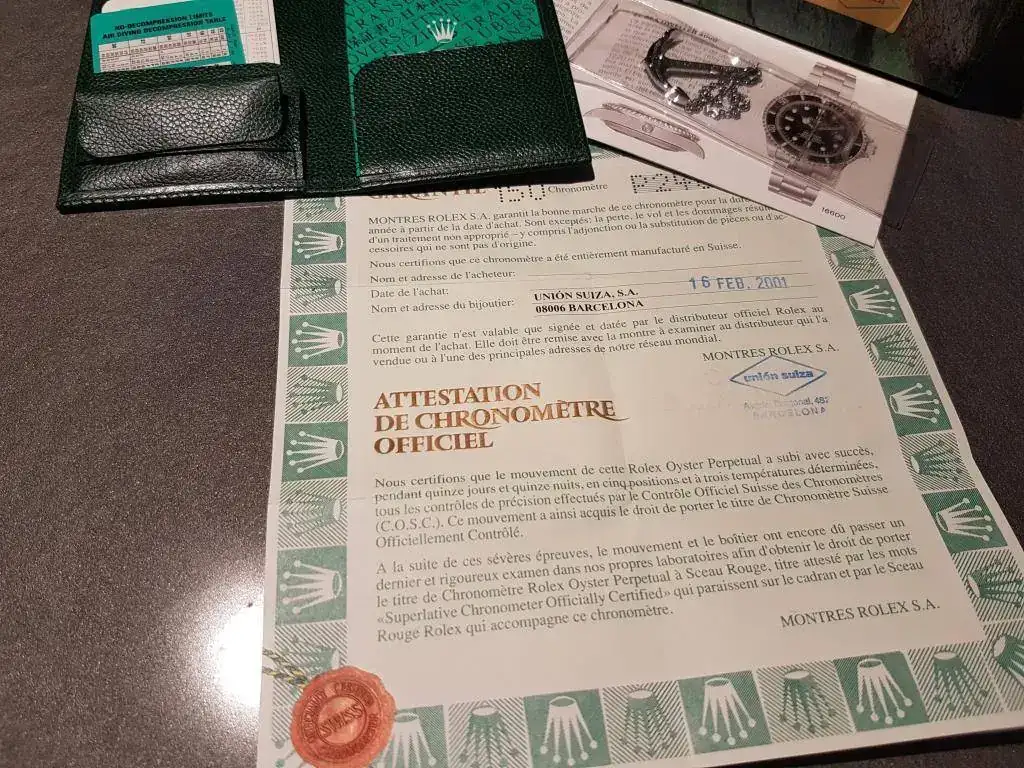 NO-DECOMPRESSION LIMITS
AIR DIVING DECOMPRESSION TABLE
16600
150 Chronomètre
MONTRES ROLEX S.A. garantit la bonne marche de ce chronomètre pour la
année à partir de la date d'achat. Sont exceptés: la perte, le vol et les dommages
d'un traitement non approprié – y compris l'adjonction ou la substitution de pièces ou d'ac-
cessoires qui ne sont pas d'origine.
Nous certifions que ce chronomètre a été entièrement manufacturé en Suisse.
Nom et adresse de l'acheteur:
Date de l'achat: 16 FEB. 2001
Nom et adresse du bijoutier: UNIÓN SUIZA, S.A.
08006 BARCELONA
Cette garantie n'est valable que signée et datée par le distributeur officiel Rolex au
moment de l'achat. Elle doit être remise avec la montre à examiner au distributeur qui l'a
vendue ou à l'une des principales adresses de notre réseau mondial.
MONTRES ROLEX S.A.
unión suiza
BARCELONA
ATTESTATION
DE CHRONOMÈTRE
OFFICIEL
Nous certifions que le mouvement de cette Rolex Oyster Perpetual a subi avec succès,
pendant quinze jours et quinze nuits, en cinq positions et à trois températures déterminées,
tous les contrôles de précision effectués par le Contrôle Officiel Suisse des Chronomètres
(C.O.S.C.). Ce mouvement a ainsi acquis le droit de porter le titre de Chronomètre Suisse
Officiellement Contrôlé.
A la suite de ces sévères épreuves, le mouvement et le boîtier ont encore dû passer un
dernier et rigoureux examen dans nos propres laboratoires afin d'obtenir le droit de porter
le titre de Chronomètre Rolex Oyster Perpetual à Sceau Rouge, titre attesté par les mots
«Superlative Chronometer Officially Certified» qui paraissent sur le cadran et par le Sceau
Rouge Rolex qui accompagne ce chronomètre.
MONTRES ROLEX S.A.
SWISS